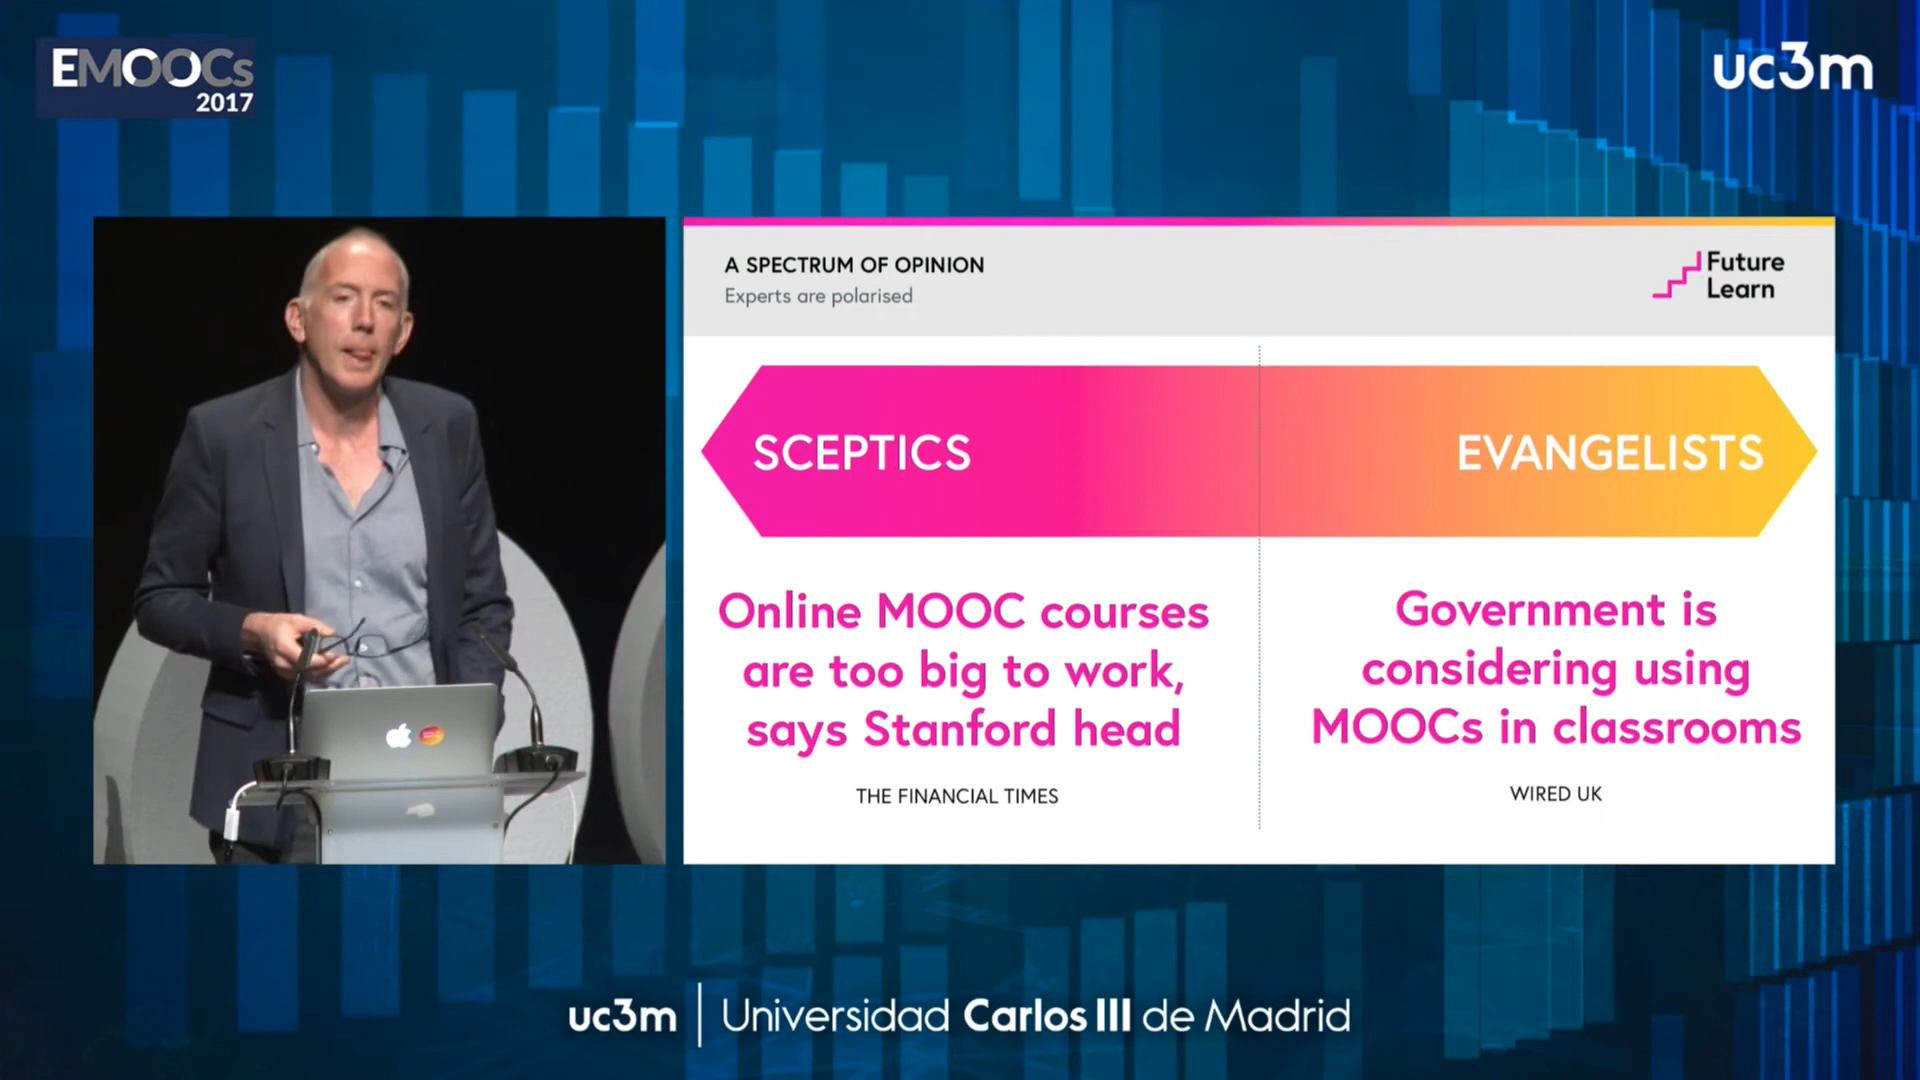 EMOOCs
2017
uc3m
A SPECTRUM OF OPINION
Experts are polarised
Future
Learn
SCEPTICS
EVANGELISTS
Online MOOC courses
are too big to work,
says Stanford head
THE FINANCIAL TIMES
Government is
considering using
MOOCs in classrooms
WIRED UK
uc3m | Universidad Carlos III de Madrid